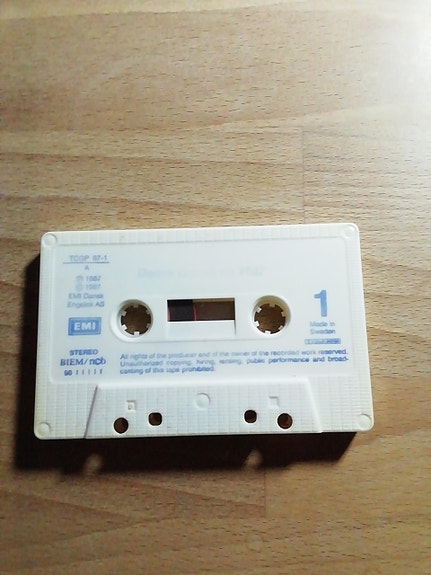 TCOP 87-1
A
℗ 1987
© 1987
EMI Dansk
Engelsk AS
EMI
STEREO
BIEM/ncb
1
Made in
Sweden
All rights of the producer and of the owner of the recorded work reserved.
Unauthorized copying, hiring, renting, public performance and broad-
casting of this tape prohibited.